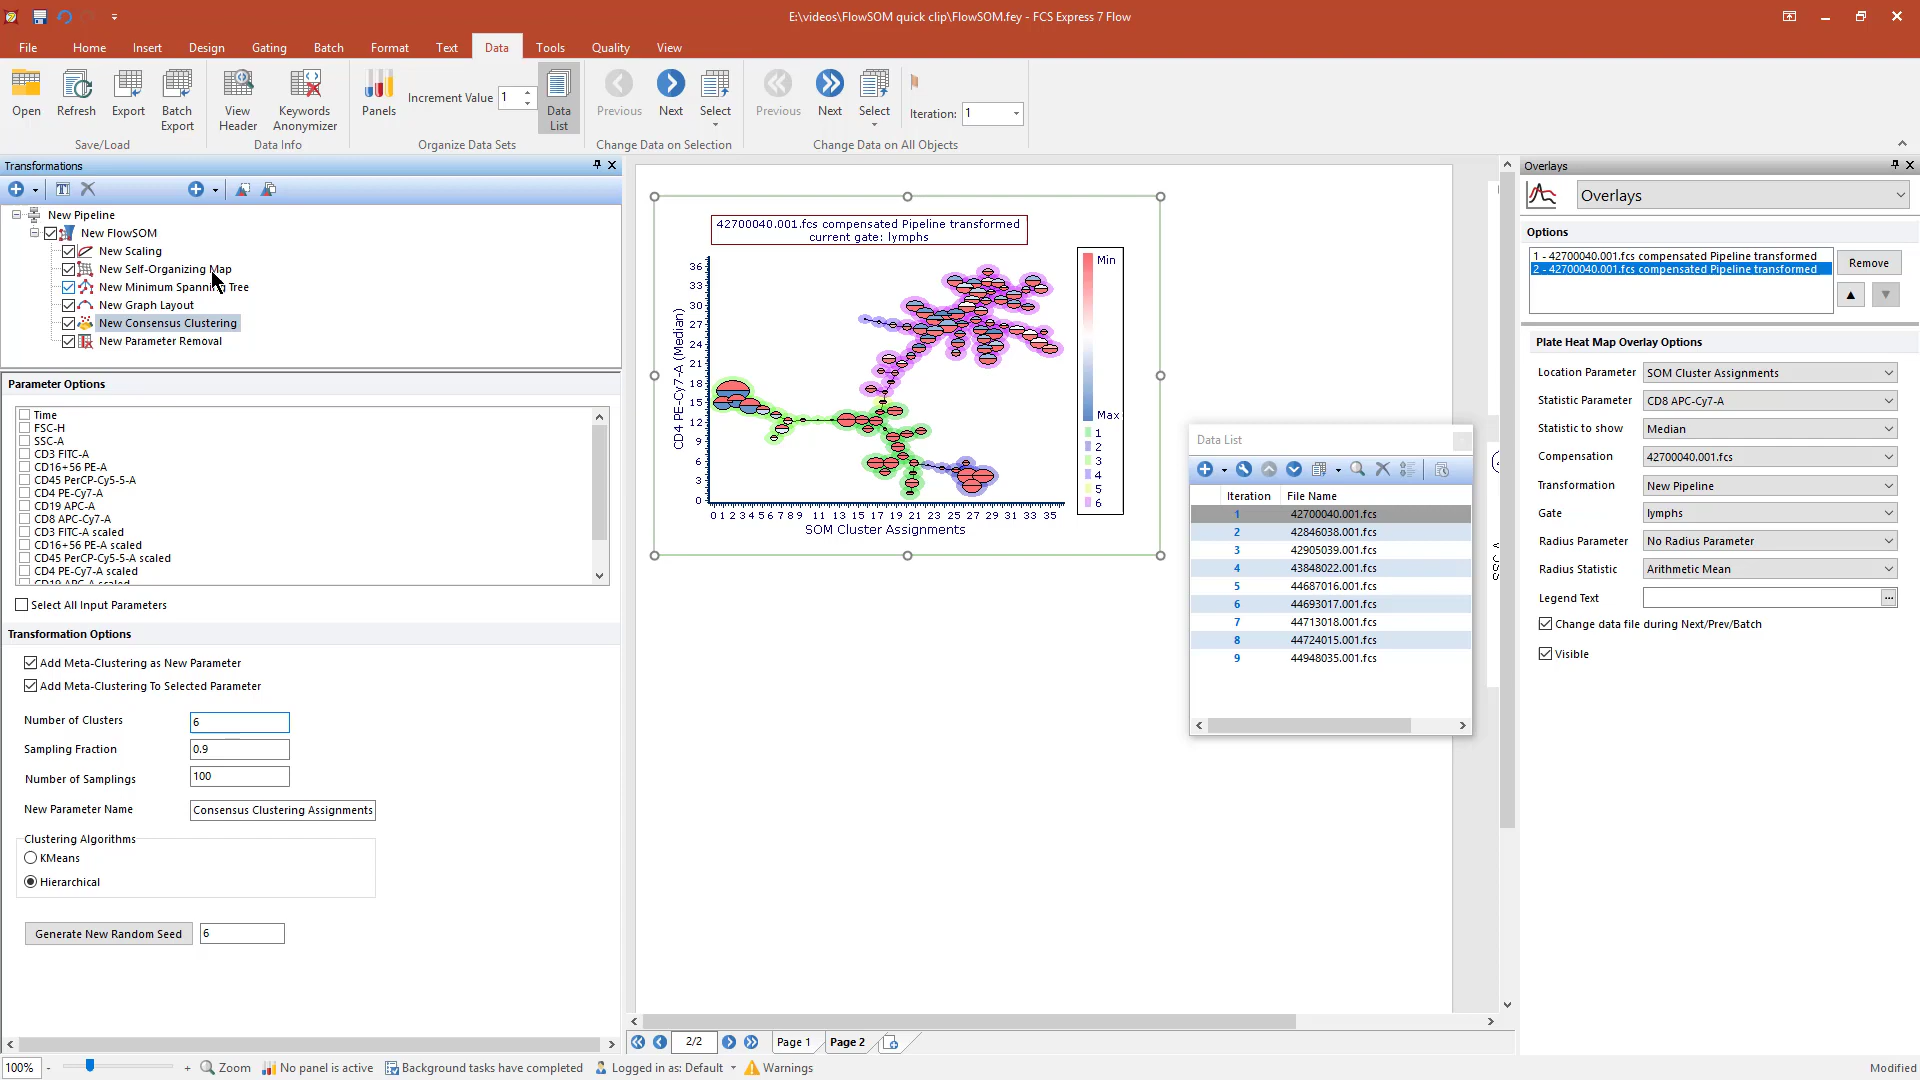 E:\videos\FlowSOM quick clip\FlowSOM.fey - FCS Express 7 Flow
File Home Insert Design Gating Batch Format Text Data Tools Quality View
Open Refresh Export Batch Export
Save/Load
View Header Keywords Anonymizer
Data Info
Panels Increment Value 1 Data List
Organize Data Sets
Previous Next Select
Change Data on Selection
Previous Next Select Iteration: 1
Change Data on All Objects
Transformations
New Pipeline
New FlowSOM
New Scaling
New Self-Organizing Map
New Minimum Spanning Tree
New Graph Layout
New Consensus Clustering
New Parameter Removal
Parameter Options
Time
FSC-H
SSC-A
CD3 FITC-A
CD16+56 PE-A
CD45 PerCP-Cy5-5-A
CD4 PE-Cy7-A
CD19 APC-A
CD8 APC-Cy7-A
CD3 FITC-A scaled
CD16+56 PE-A scaled
CD45 PerCP-Cy5-5-A scaled
CD4 PE-Cy7-A scaled
CD19 APC-A scaled
Select All Input Parameters
Transformation Options
Add Meta-Clustering as New Parameter
Add Meta-Clustering To Selected Parameter
Number of Clusters 6
Sampling Fraction 0.9
Number of Samplings 100
New Parameter Name Consensus Clustering Assignments
Clustering Algorithms
KMeans
Hierarchical
Generate New Random Seed 6
42700040.001.fcs compensated Pipeline transformed
current gate: lymphs
CD4 PE-Cy7-A (Median)
36
33
30
27
24
21
18
15
12
9
6
3
0
0 1 2 3 4 5 6 7 8 9 11 13 15 17 19 21 23 25 27 29 31 33 35
SOM Cluster Assignments
Min
Max
1
2
3
4
5
6
Data List
Iteration File Name
1 42700040.001.fcs
2 42846038.001.fcs
3 42905039.001.fcs
4 43848022.001.fcs
5 44687016.001.fcs
6 44693017.001.fcs
7 44713018.001.fcs
8 44724015.001.fcs
9 44948035.001.fcs
Overlays
Overlays
Options
1 - 42700040.001.fcs compensated Pipeline transformed
2 - 42700040.001.fcs compensated Pipeline transformed
Remove
Plate Heat Map Overlay Options
Location Parameter SOM Cluster Assignments
Statistic Parameter CD8 APC-Cy7-A
Statistic to show Median
Compensation 42700040.001.fcs
Transformation New Pipeline
Gate lymphs
Radius Parameter No Radius Parameter
Radius Statistic Arithmetic Mean
Legend Text ...
Change data file during Next/Prev/Batch
Visible
2/2 Page 1 Page 2
100% - + Zoom No panel is active Background tasks have completed Logged in as: Default Warnings Modified